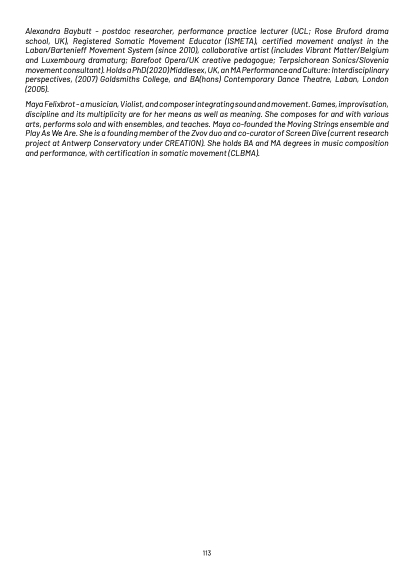 Alexandra Baybutt - postdoc researcher, performance practice lecturer (UCL; Rose Bruford drama
school, UK), Registered Somatic Movement Educator (ISMETA), certified movement analyst in the
Laban/Bartenieff Movement System (since 2010), collaborative artist (includes Vibrant Matter/Belgium
and Luxembourg dramaturg; Barefoot Opera/UK creative pedagogue; Terpsichorean Sonics/Slovenia
movement consultant). Holds a PhD (2020) Middlesex, UK, an MA Performance and Culture: Interdisciplinary
perspectives, (2007) Goldsmiths College, and BA(hons) Contemporary Dance Theatre, Laban, London
(2005).
Maya Felixbrot – a musician, Violist, and composer integrating sound and movement. Games, improvisation,
discipline and its multiplicity are for her means as well as meaning. She composes for and with various
arts, performs solo and with ensembles, and teaches. Maya co-founded the Moving Strings ensemble and
Play As We Are. She is a founding member of the Zvov duo and co-curator of Screen Dive (current research
project at Antwerp Conservatory under CREATION). She holds BA and MA degrees in music composition
and performance, with certification in somatic movement (CLBMA).
113